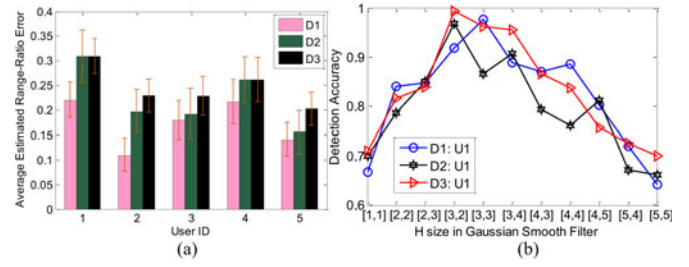 Average Estimated Range-Ratio Error
0.4
0.35
0.3
0.25
0.2
0.15
0.1
0.05
0
1 2 3 4 5
User ID
D1
D2
D3
(a)
Detection Accuracy
1
0.9
0.8
0.7
0.6
D1: U1
D2: U1
D3: U1
[1,1] [2,2] [2,3] [3,2] [3,3] [3,4] [4,3] [4,4] [4,5] [5,4] [5,5]
H size in Gaussian Smooth Filter
(b)